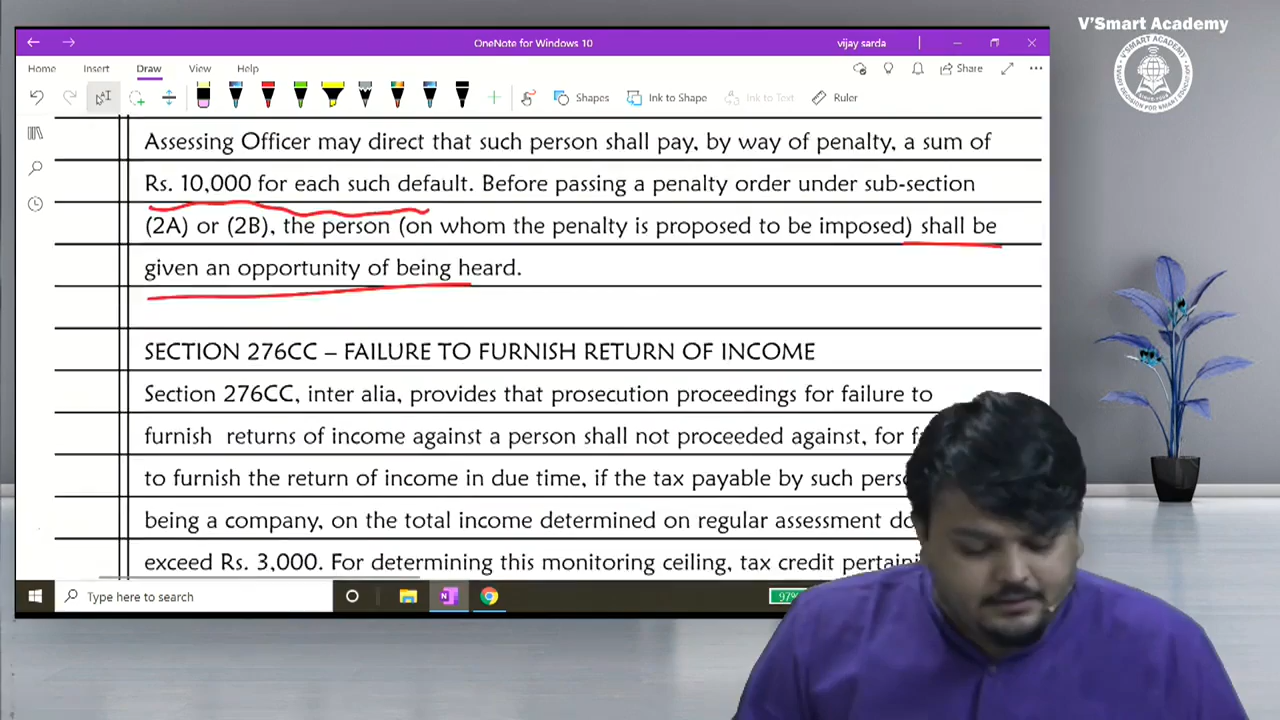 V'Smart Academy
OneNote for Windows 10
vijay sarda
Home Insert Draw View Help
Share
Shapes Ink to Shape Ink to Text Ruler
Assessing Officer may direct that such person shall pay, by way of penalty, a sum of
Rs. 10,000 for each such default. Before passing a penalty order under sub-section
(2A) or (2B), the person (on whom the penalty is proposed to be imposed) shall be
given an opportunity of being heard.
SECTION 276CC – FAILURE TO FURNISH RETURN OF INCOME
Section 276CC, inter alia, provides that prosecution proceedings for failure to
furnish returns of income against a person shall not proceeded against, for
to furnish the return of income in due time, if the tax payable by such
being a company, on the total income determined on regular assessment
exceed Rs. 3,000. For determining this monitoring ceiling, tax credit
Type here to search
97%